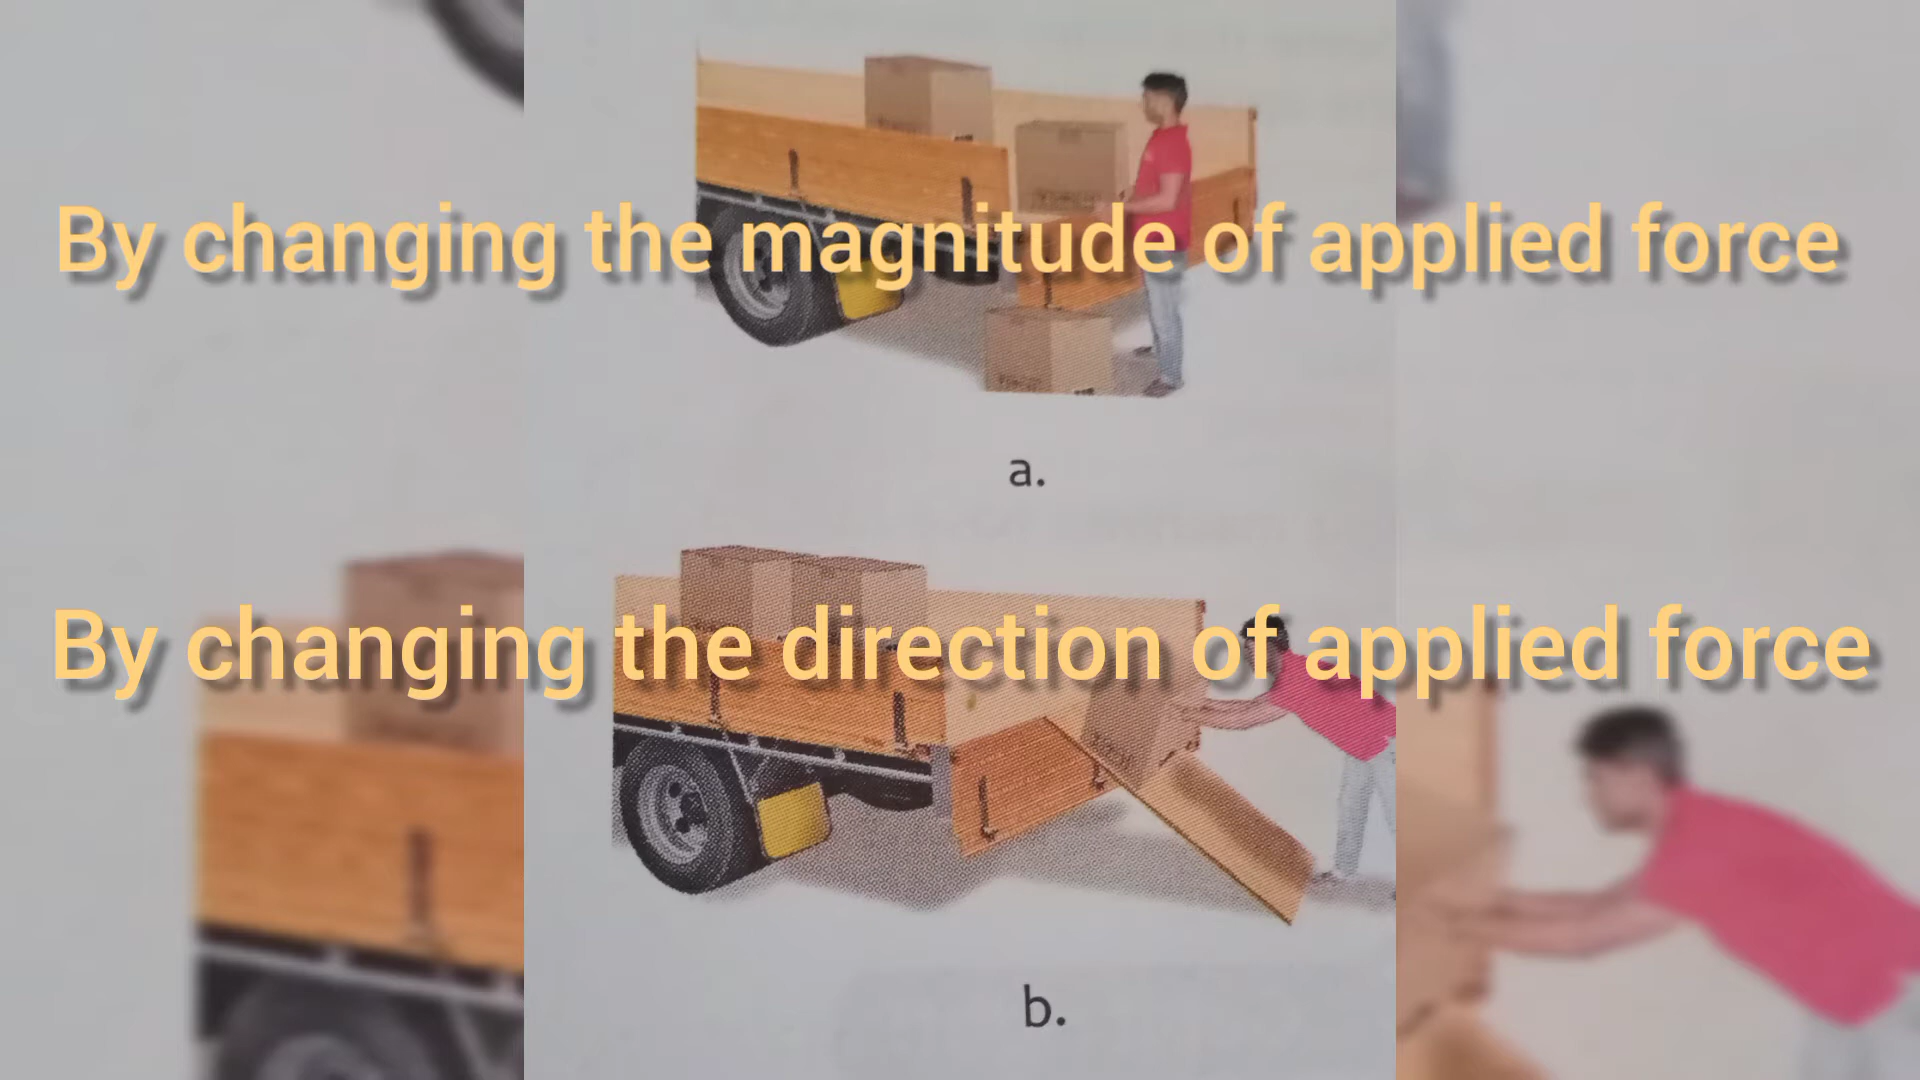 By changing the magnitude of applied force
a.
By changing the direction of applied force
b.